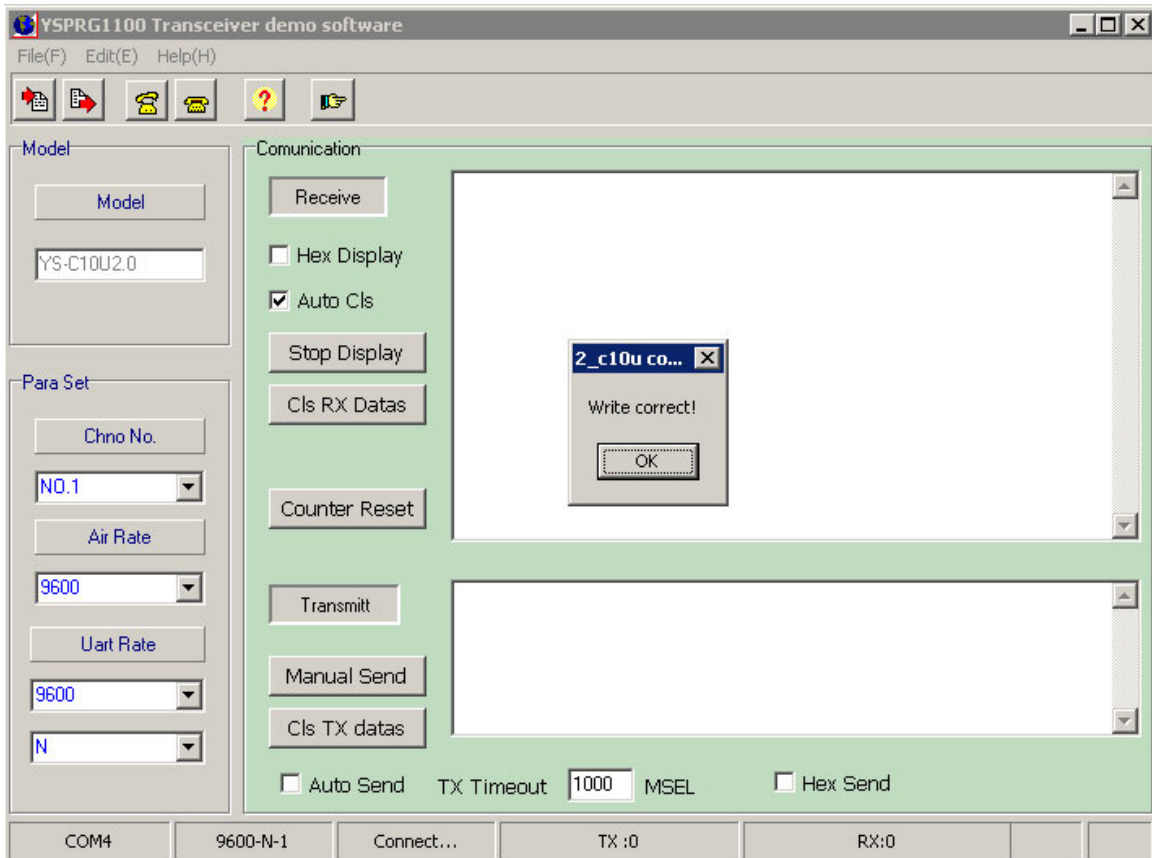 YSPRG1100 Transceiver demo software
File(F) Edit(E) Help(H)
Model
Model
YS-C10U2.0
Para Set
Chno No.
NO.1
Air Rate
9600
Uart Rate
9600
N
Comunication
Receive
Hex Display
Auto Cls
Stop Display
Cls RX Datas
Counter Reset
2_c10u co...
Write correct!
OK
Transmitt
Manual Send
Cls TX datas
Auto Send TX Timeout 1000 MSEL Hex Send
COM4 9600-N-1 Connect... TX :0 RX:0